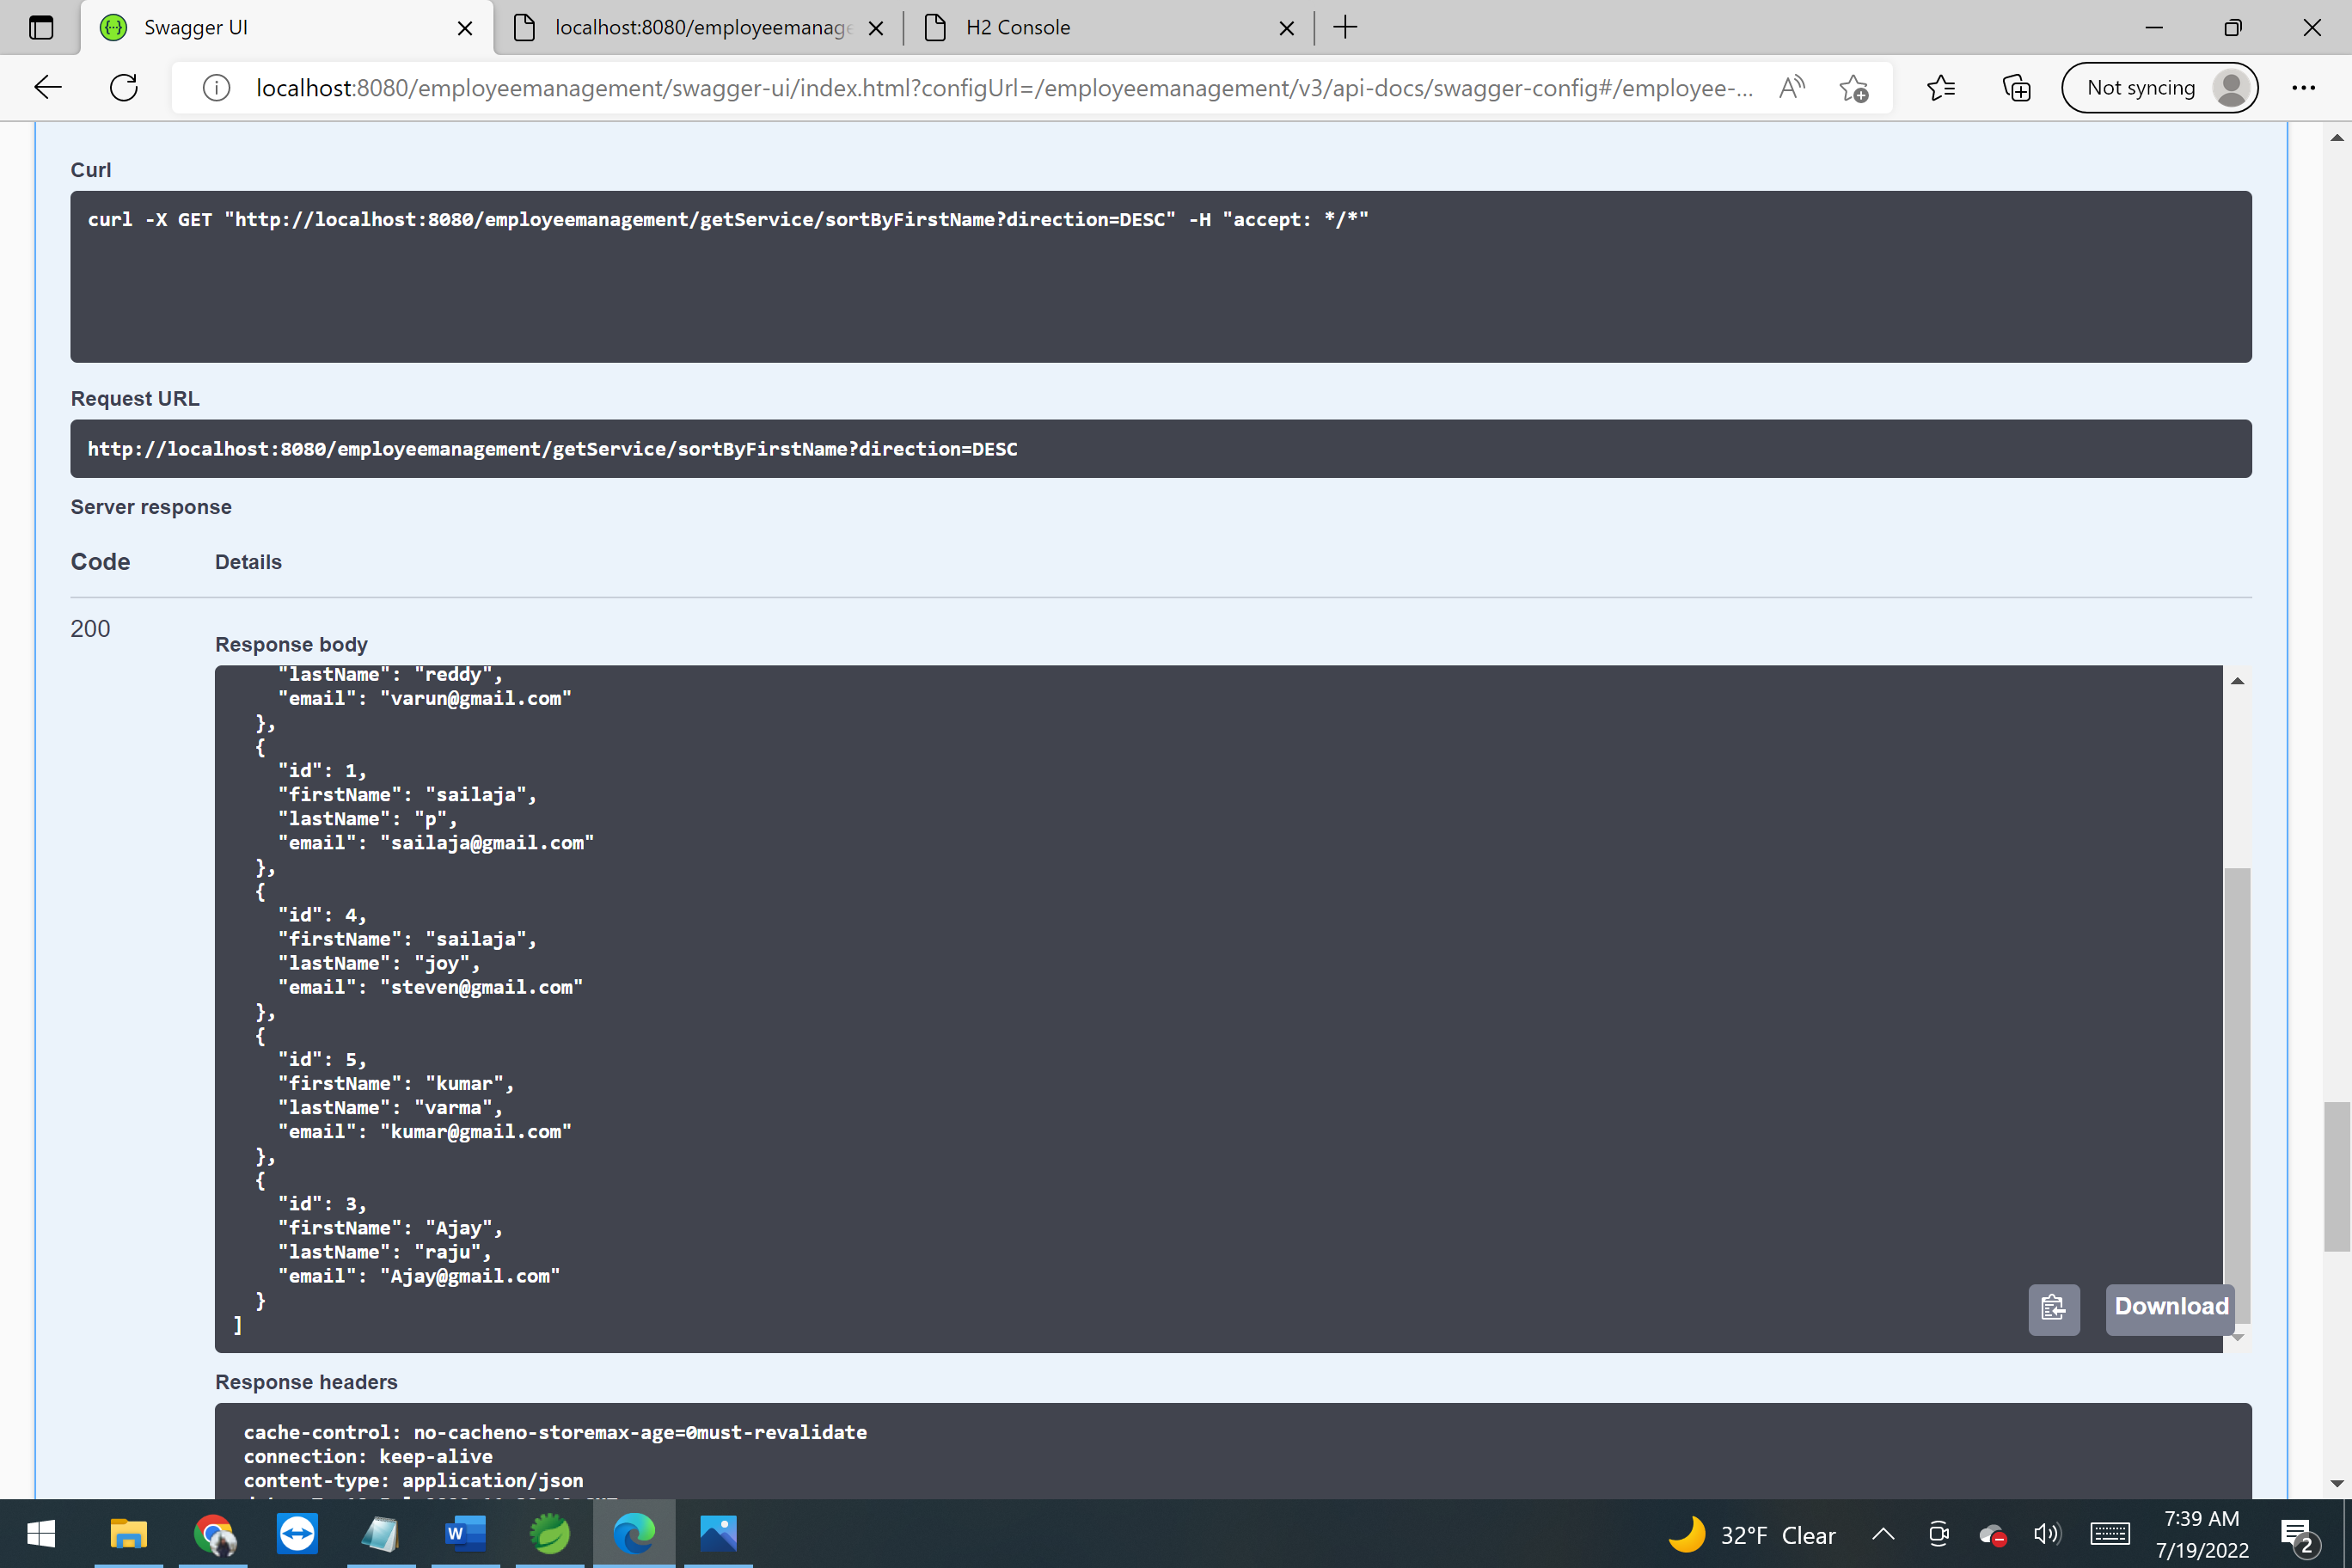 Swagger UI
localhost:8080/employeemanage
H2 Console
localhost:8080/employeemanagement/swagger-ui/index.html?configUrl=/employeemanagement/v3/api-docs/swagger-config#/employee-...
Not syncing
Curl
curl -X GET "http://localhost:8080/employeemanagement/getService/sortByFirstName?direction=DESC" -H "accept: */*"
Request URL
http://localhost:8080/employeemanagement/getService/sortByFirstName?direction=DESC
Server response
Code Details
200
Response body
"lastName": "reddy",
"email": "varun@gmail.com"
},
{
"id": 1,
"firstName": "sailaja",
"lastName": "p",
"email": "sailaja@gmail.com"
},
{
"id": 4,
"firstName": "sailaja",
"lastName": "joy",
"email": "steven@gmail.com"
},
{
"id": 5,
"firstName": "kumar",
"lastName": "varma",
"email": "kumar@gmail.com"
},
{
"id": 3,
"firstName": "Ajay",
"lastName": "raju",
"email": "Ajay@gmail.com"
}
]
Download
Response headers
cache-control: no-cacheno-storemax-age=0must-revalidate
connection: keep-alive
content-type: application/json
32°F Clear
7:39 AM
7/19/2022
2